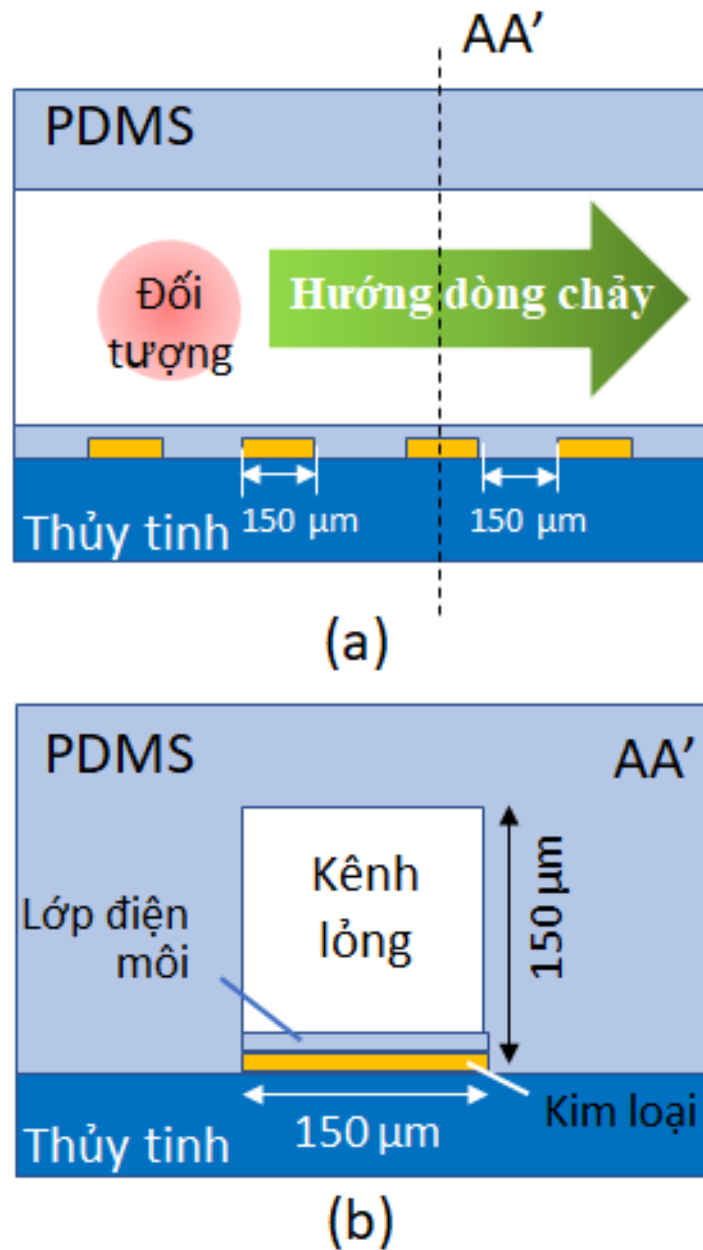 AA’
PDMS
Đối
tượng
Hướng dòng chảy
150 μm
150 μm
Thủy tinh
(a)
PDMS
AA’
Kênh
lỏng
150 μm
Lớp điện
môi
150 μm
Kim loại
Thủy tinh
(b)